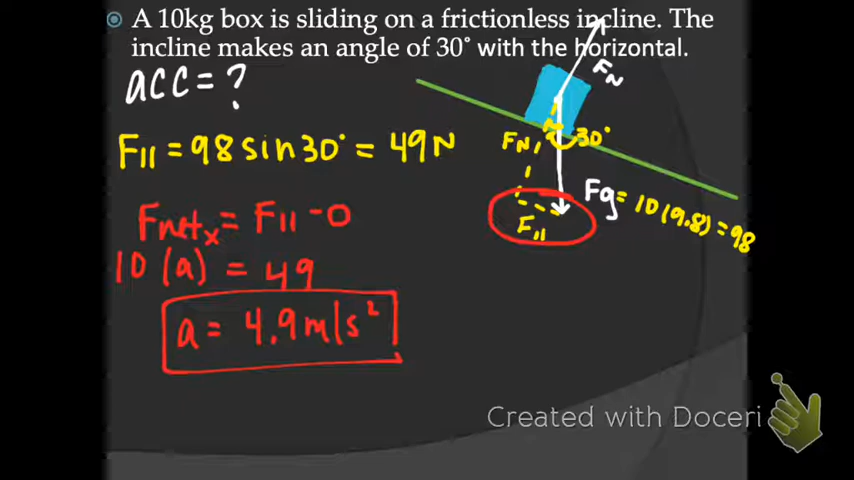 A 10kg box is sliding on a frictionless incline. The
incline makes an angle of 30° with the horizontal.
acc = ?
FN
30°
FN
F|| = 98 sin 30° = 49N
Fg = 10(9.8) = 98
F||
Fnetx = F|| - 0
10 (a) = 49
a = 4.9 m/s²
Created with Doceri